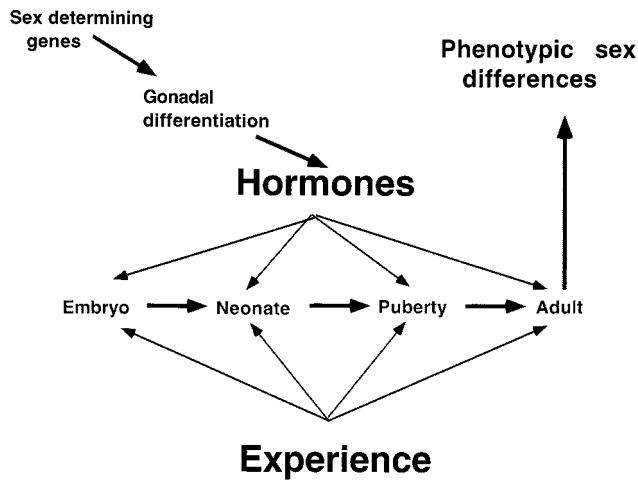 Sex determining
genes
Phenotypic sex
differences
Gonadal
differentiation
Hormones
Embryo Neonate Puberty Adult
Experience